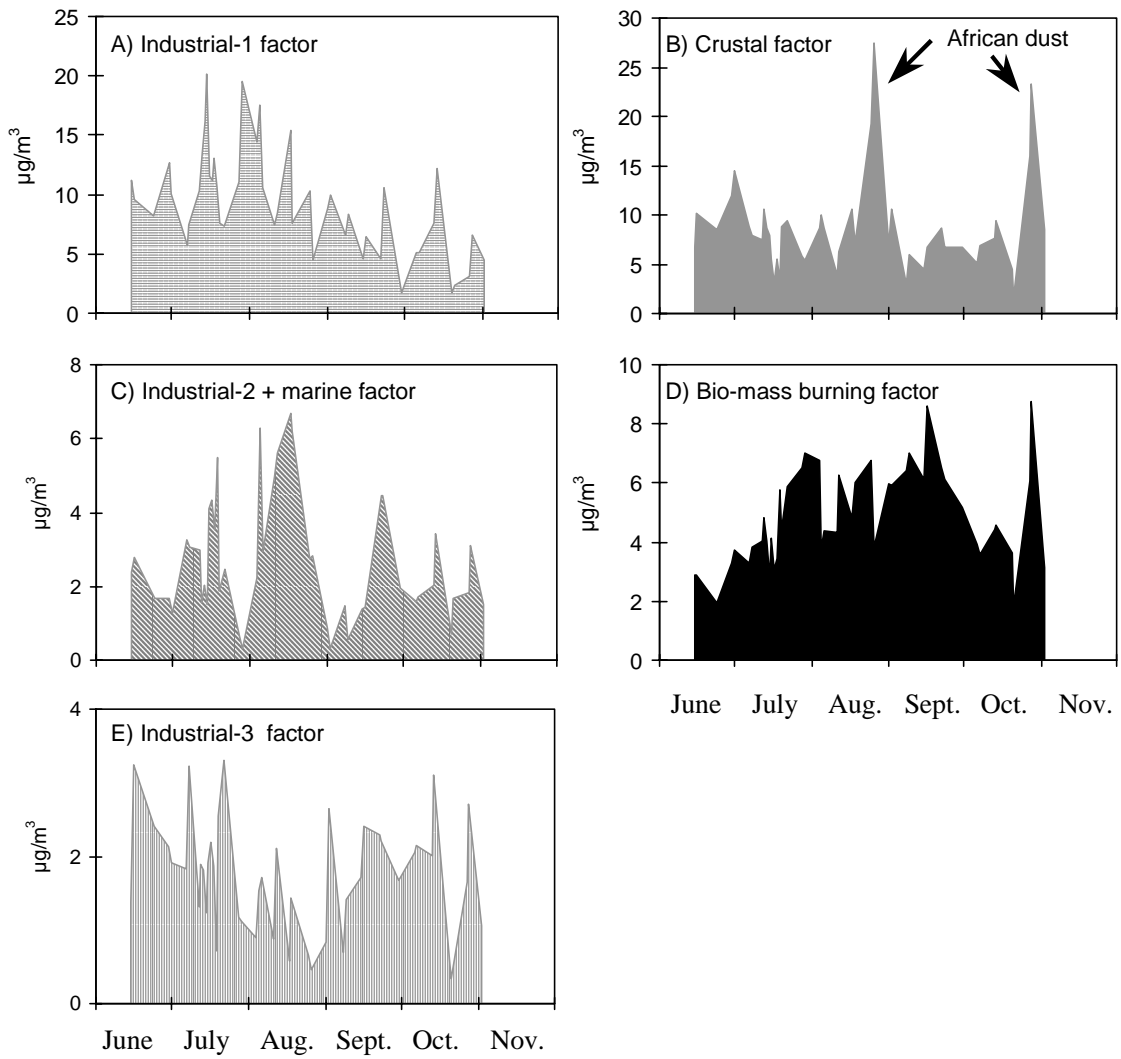 A) Industrial-1 factor
µg/m³
25
20
15
10
5
0
B) Crustal factor
African dust
µg/m³
30
25
20
15
10
5
0
C) Industrial-2 + marine factor
µg/m³
8
6
4
2
0
D) Bio-mass burning factor
µg/m³
10
8
6
4
2
0
June July Aug. Sept. Oct. Nov.
E) Industrial-3 factor
µg/m³
4
2
0
June July Aug. Sept. Oct. Nov.